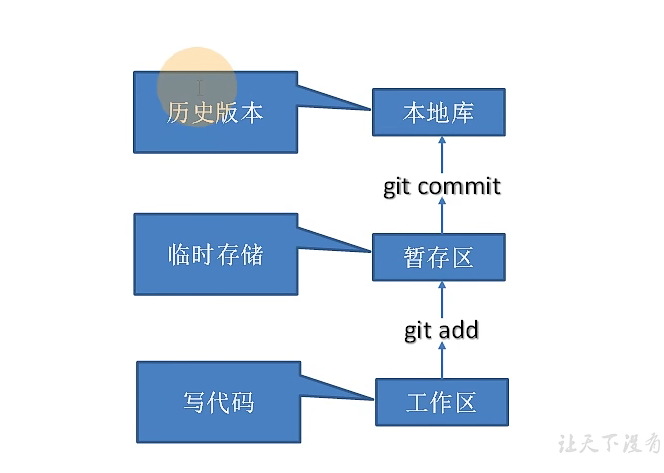 历史版本
本地库
git commit
临时存储
暂存区
git add
写代码
工作区
让天下没有